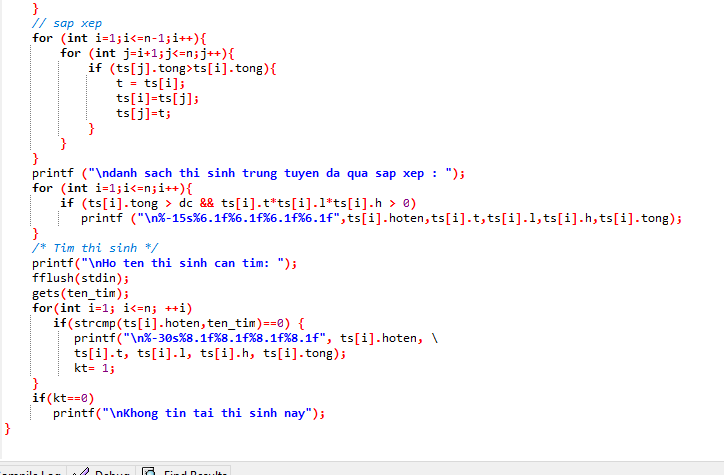 }
// sap xep
for (int i=1;i<=n-1;i++){
for (int j=i+1;j<=n;j++){
if (ts[j].tong>ts[i].tong){
t = ts[i];
ts[i]=ts[j];
ts[j]=t;
}
}
}
printf ("\ndanh sach thi sinh trung tuyen da qua sap xep : ");
for (int i=1;i<=n;i++){
if (ts[i].tong > dc && ts[i].t*ts[i].l*ts[i].h > 0)
printf ("\n%-15s%6.1f%6.1f%6.1f%6.1f",ts[i].hoten,ts[i].t,ts[i].l,ts[i].h,ts[i].tong);
}
/* Tim thi sinh */
printf("\nHo ten thi sinh can tim: ");
fflush(stdin);
gets(ten_tim);
for(int i=1; i<=n; ++i)
if(strcmp(ts[i].hoten,ten_tim)==0) {
printf("\n%-30s%8.1f%8.1f%8.1f%8.1f", ts[i].hoten, \
ts[i].t, ts[i].l, ts[i].h, ts[i].tong);
kt= 1;
}
if(kt==0)
printf("\nKhong tin tai thi sinh nay");
}
Compile Log Debug Find Results